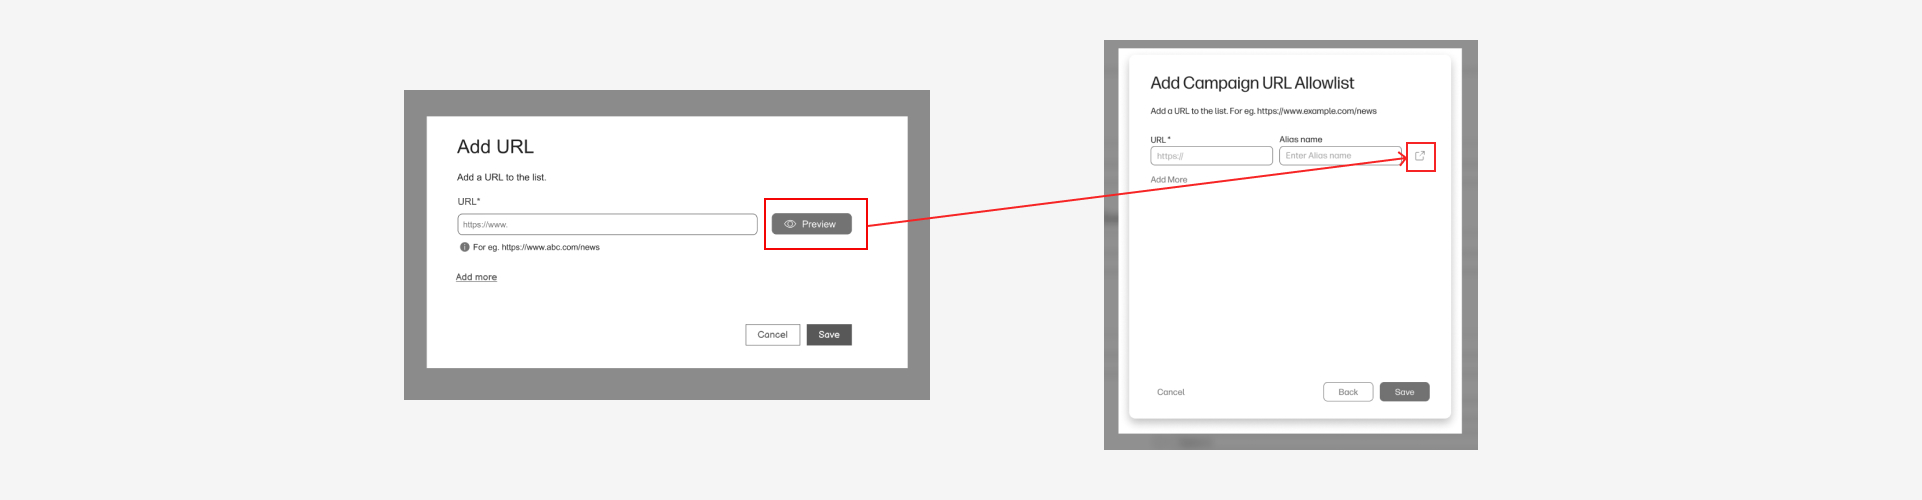 Add URL
Add a URL to the list.
URL*
https://www.
Preview
For eg. https://www.abc.com/news
Add more
Cancel
Save
Add Campaign URL Allowlist
Add a URL to the list. For eg. https://www.example.com/news
URL *
Alias name
https://
Enter Alias name
Add More
Cancel
Back
Save